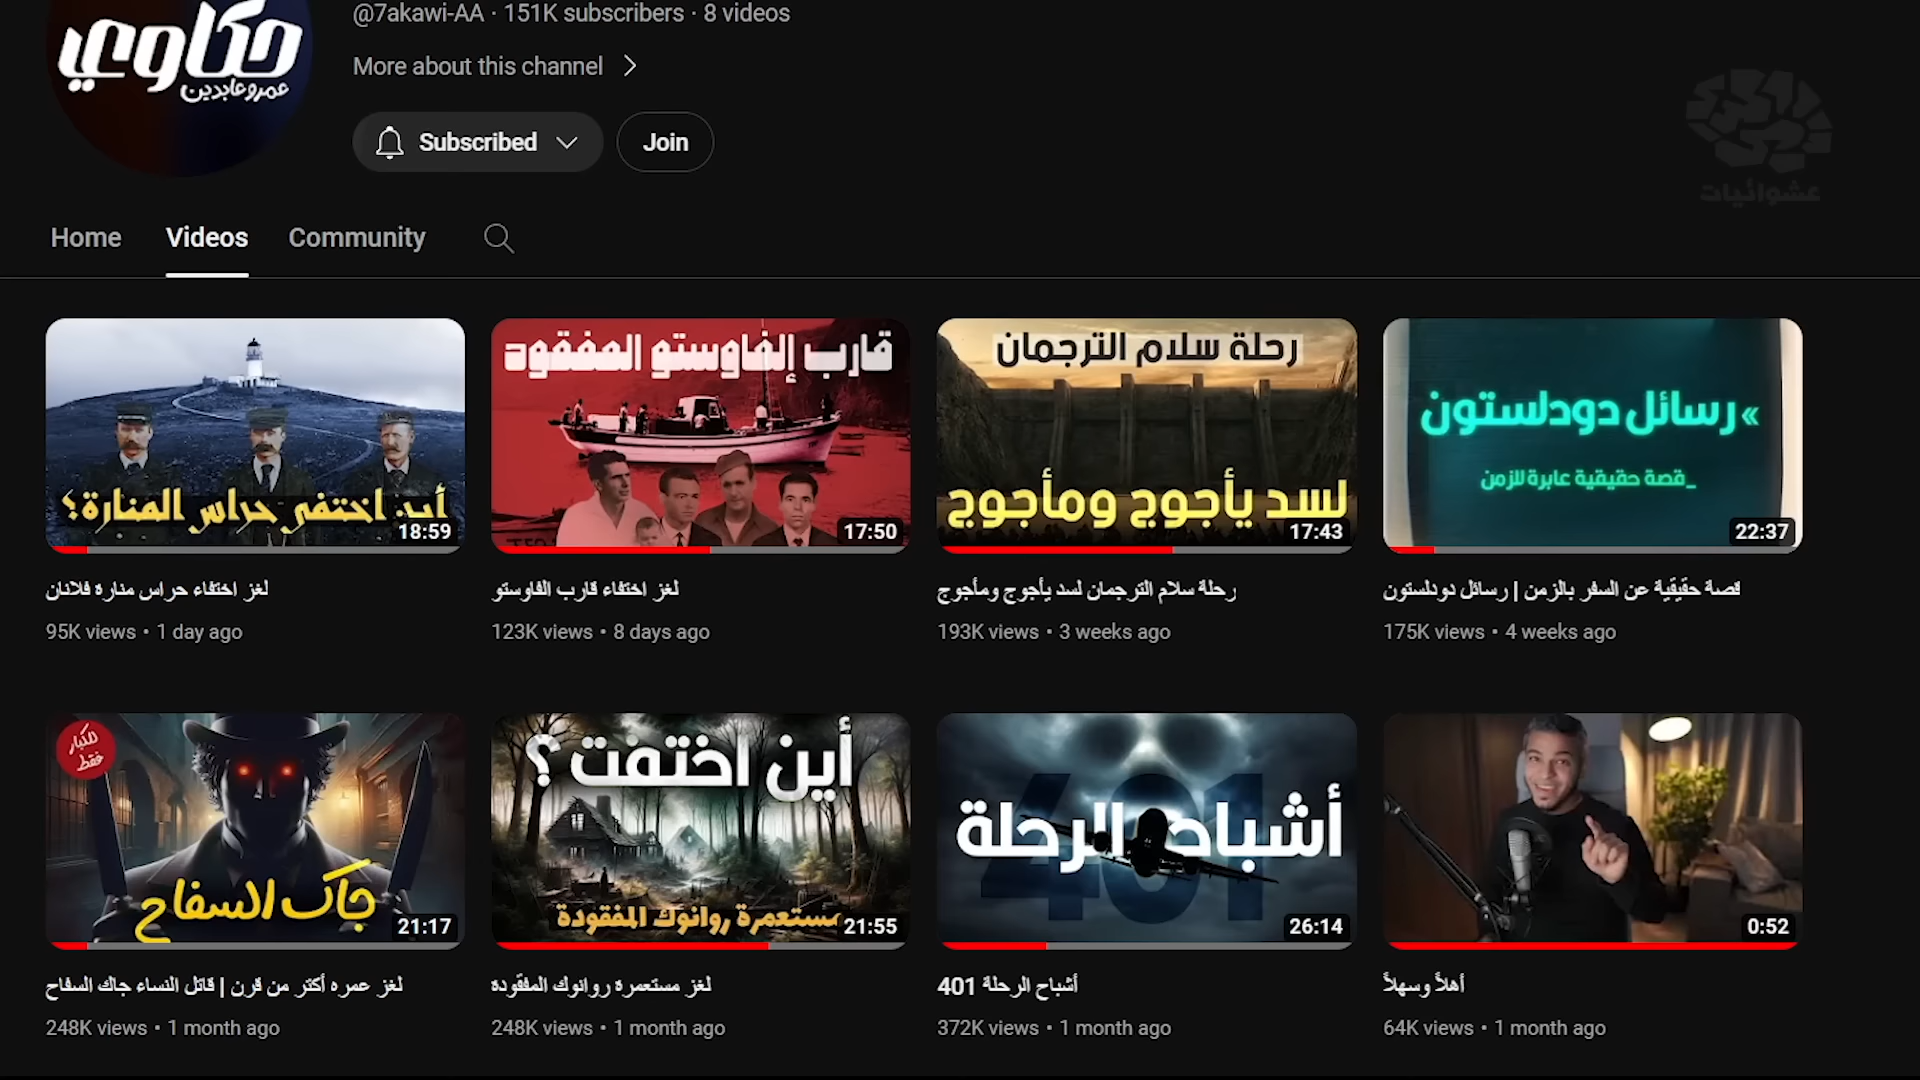 حكاوي
عمرو عابدين
@7akawi-AA · 151K subscribers · 8 videos
More about this channel
Subscribed
Join
عشوائيات
Home Videos Community
أين اختفى حراس المنارة؟
18:59
لغز اختفاء حراس منارة فلانان
95K views • 1 day ago
قارب إلفاوستو المفقود
17:50
لغز اختفاء قارب الفاوستو
123K views • 8 days ago
رحلة سلام الترجمان
لسد يأجوج ومأجوج
17:43
رحلة سلام الترجمان لسد يأجوج ومأجوج
193K views • 3 weeks ago
» رسائل دودلستون
_قصة حقيقية عابرة للزمن
22:37
قصة حقيقية عن السفر بالزمن | رسائل دودلستون
175K views • 4 weeks ago
للكبار
فقط
جاك السفاح
21:17
لغز عمره أكثر من قرن | قاتل النساء جاك السفاح
248K views • 1 month ago
أين اختفت ؟
مستعمرة روانوك المفقودة
21:55
لغز مستعمرة روانوك المفقودة
248K views • 1 month ago
أشباح الرحلة
401
26:14
أشباح الرحلة 401
372K views • 1 month ago
0:52
أهلاً وسهلاً
64K views • 1 month ago